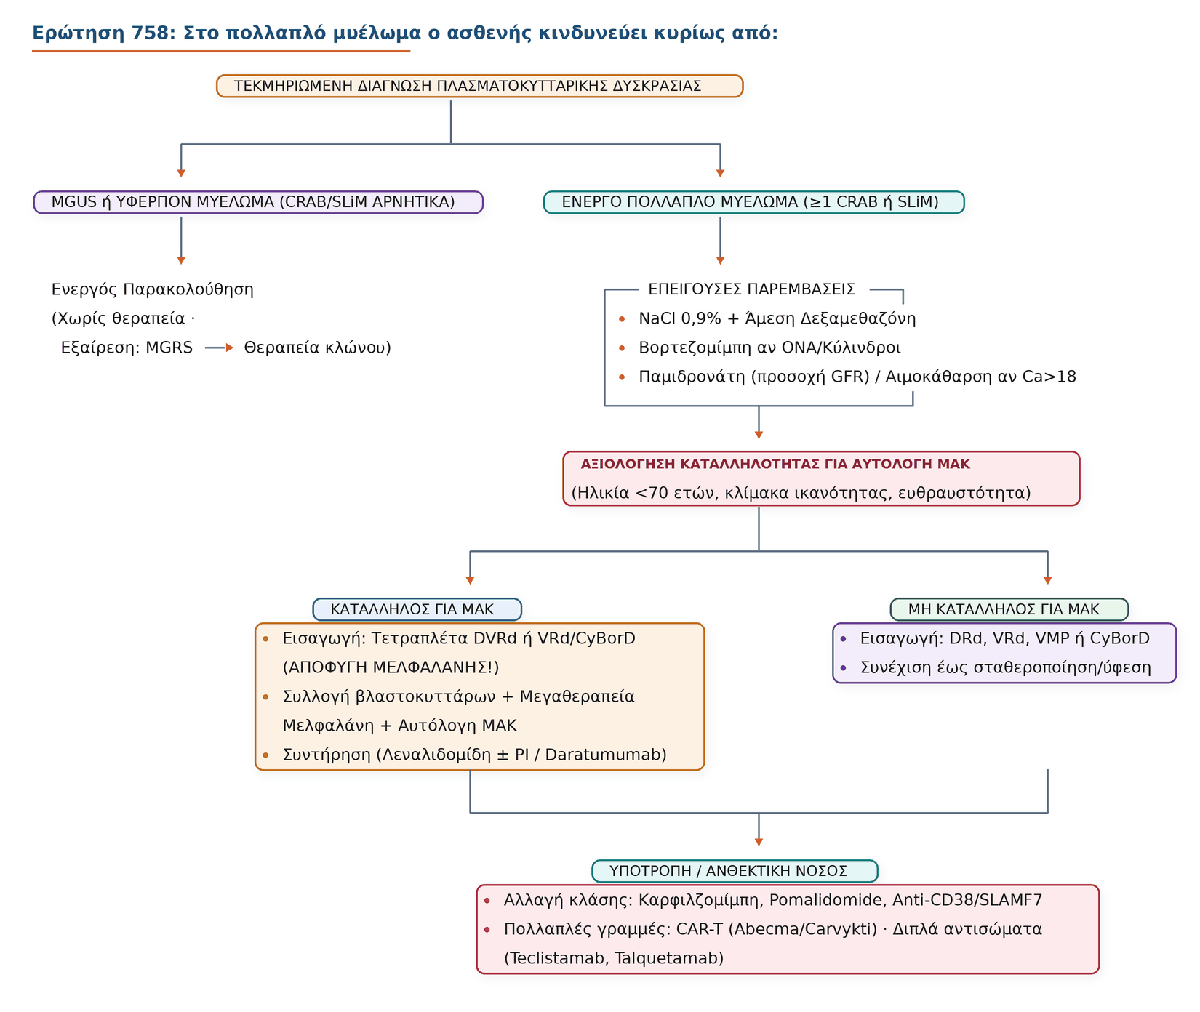 Ερώτηση 758: Στο πολλαπλό μυέλωμα ο ασθενής κινδυνεύει κυρίως από:
ΤΕΚΜΗΡΙΩΜΕΝΗ ΔΙΑΓΝΩΣΗ ΠΛΑΣΜΑΤΟΚΥΤΤΑΡΙΚΗΣ ΔΥΣΚΡΑΣΙΑΣ
MGUS ή ΥΦΕΡΠΟΝ ΜΥΕΛΩΜΑ (CRAB/SLiM ΑΡΝΗΤΙΚΑ)
ΕΝΕΡΓΟ ΠΟΛΛΑΠΛΟ ΜΥΕΛΩΜΑ (≥1 CRAB ή SLiM)
Ενεργός Παρακολούθηση
(Χωρίς θεραπεία ·
Εξαίρεση: MGRS → Θεραπεία κλώνου)
ΕΠΕΙΓΟΥΣΕΣ ΠΑΡΕΜΒΑΣΕΙΣ
• NaCl 0,9% + Άμεση Δεξαμεθαζόνη
• Βορτεζομίμπη αν ΟΝΑ/Κύλινδροι
• Παμιδρονάτη (προσοχή GFR) / Αιμοκάθαρση αν Ca>18
ΑΞΙΟΛΟΓΗΣΗ ΚΑΤΑΛΛΗΛΟΤΗΤΑΣ ΓΙΑ ΑΥΤΟΛΟΓΗ ΜΑΚ
(Ηλικία <70 ετών, κλίμακα ικανότητας, ευθραυστότητα)
ΚΑΤΑΛΛΗΛΟΣ ΓΙΑ ΜΑΚ
• Εισαγωγή: Τετραπλέτα DVRd ή VRd/CyBorD
(ΑΠΟΦΥΓΗ ΜΕΛΦΑΛΑΝΗΣ!)
• Συλλογή βλαστοκυττάρων + Μεγαθεραπεία
Μελφαλάνη + Αυτόλογη ΜΑΚ
• Συντήρηση (Λεναλιδομίδη ± PI / Daratumumab)
ΜΗ ΚΑΤΑΛΛΗΛΟΣ ΓΙΑ ΜΑΚ
• Εισαγωγή: DRd, VRd, VMP ή CyBorD
• Συνέχιση έως σταθεροποίηση/ύφεση
ΥΠΟΤΡΟΠΗ / ΑΝΘΕΚΤΙΚΗ ΝΟΣΟΣ
• Αλλαγή κλάσης: Καρφιλζομίμπη, Pomalidomide, Anti-CD38/SLAMF7
• Πολλαπλές γραμμές: CAR-T (Abecma/Carvykti) · Διπλά αντισώματα
(Teclistamab, Talquetamab)